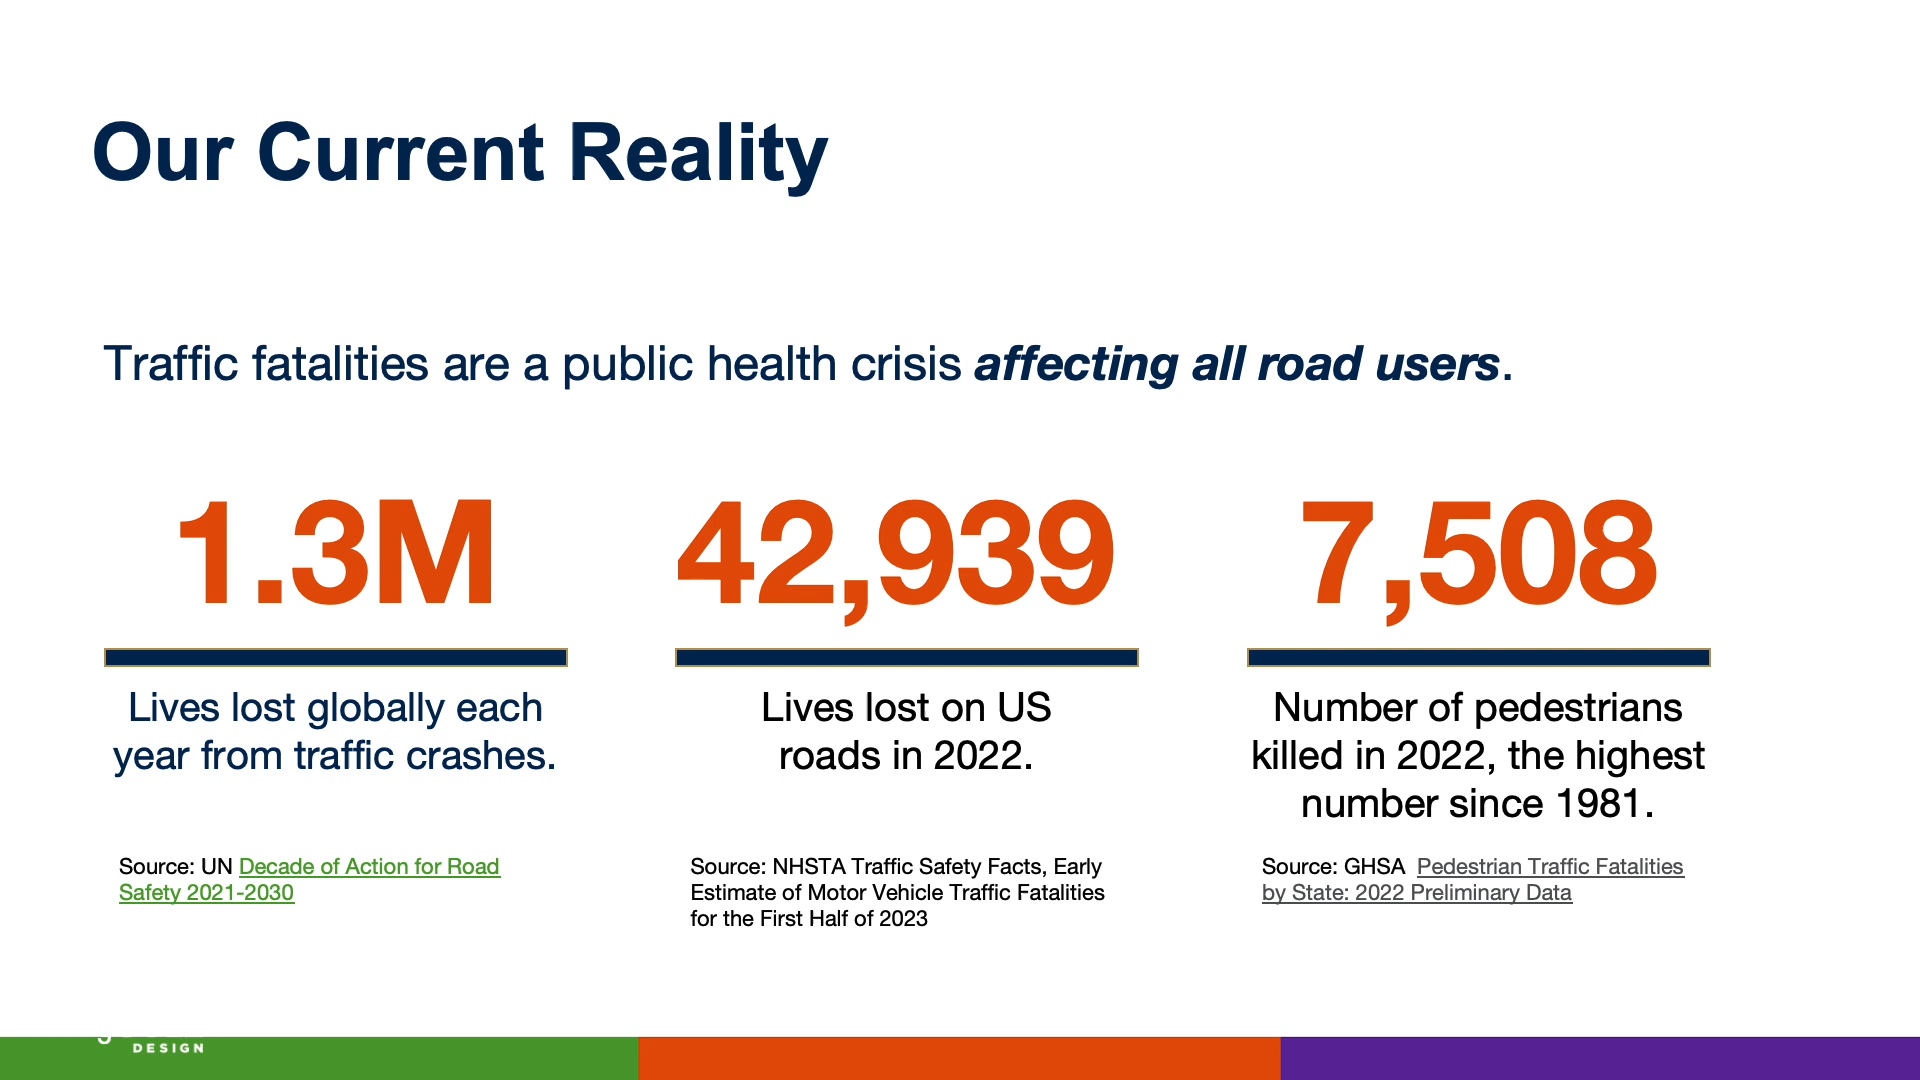 Our Current Reality
Traffic fatalities are a public health crisis affecting all road users.
1.3M
Lives lost globally each
year from traffic crashes.
Source: UN Decade of Action for Road
Safety 2021-2030
42,939
Lives lost on US
roads in 2022.
Source: NHSTA Traffic Safety Facts, Early
Estimate of Motor Vehicle Traffic Fatalities
for the First Half of 2023
7,508
Number of pedestrians
killed in 2022, the highest
number since 1981.
Source: GHSA Pedestrian Traffic Fatalities
by State: 2022 Preliminary Data
DESIGN